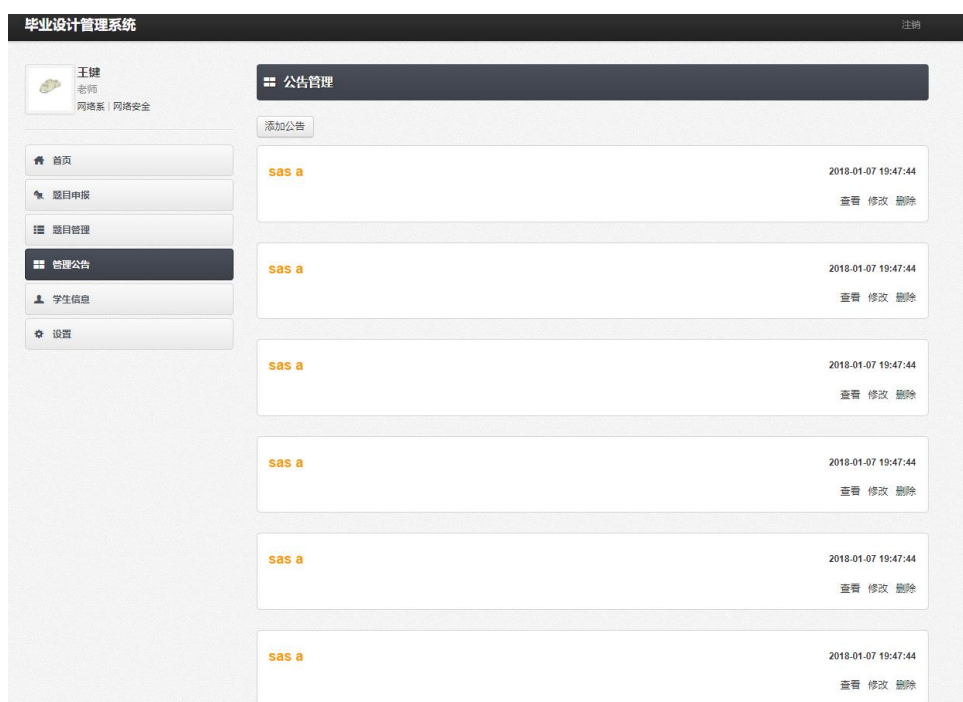 毕业设计管理系统
注销
王键
老师
网络系 | 网络安全
首页
题目申报
题目管理
管理公告
学生信息
设置
公告管理
添加公告
sas a
2018-01-07 19:47:44
查看 修改 删除
sas a
2018-01-07 19:47:44
查看 修改 删除
sas a
2018-01-07 19:47:44
查看 修改 删除
sas a
2018-01-07 19:47:44
查看 修改 删除
sas a
2018-01-07 19:47:44
查看 修改 删除
sas a
2018-01-07 19:47:44
查看 修改 删除